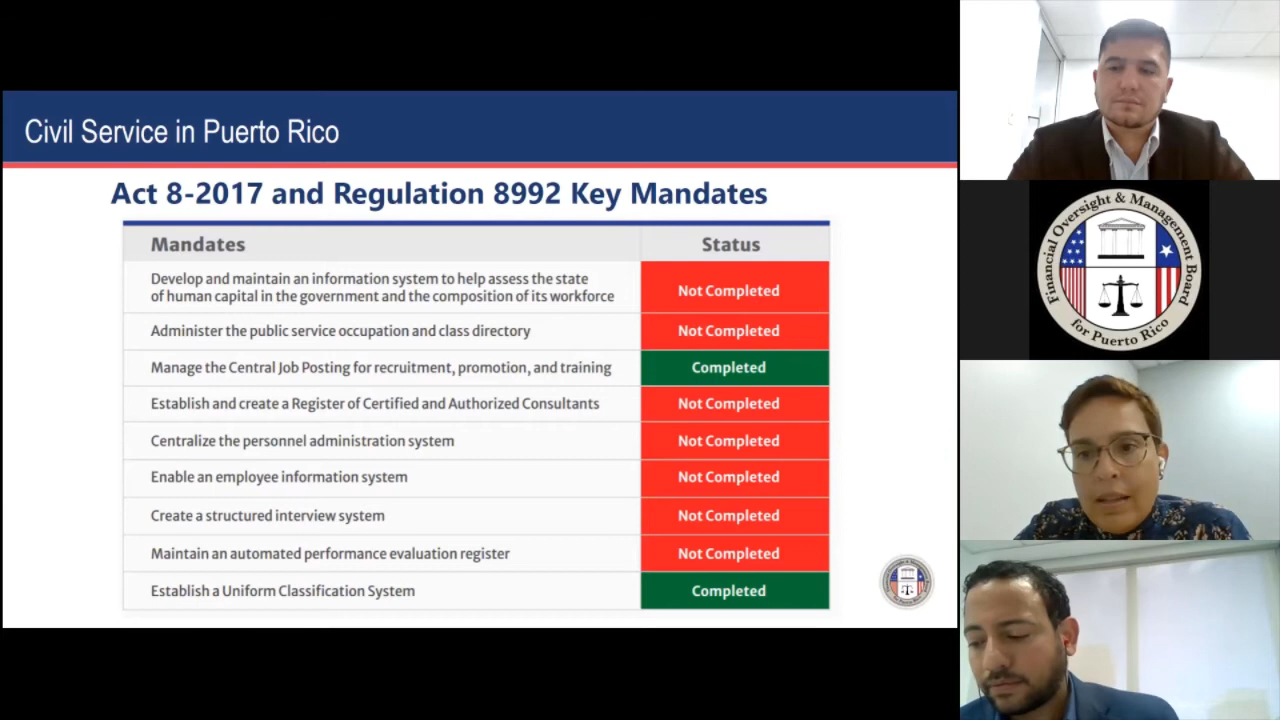 Civil Service in Puerto Rico
Act 8-2017 and Regulation 8992 Key Mandates
Mandates Status
Develop and maintain an information system to help assess the state
of human capital in the government and the composition of its workforce
Not Completed
Administer the public service occupation and class directory Not Completed
Manage the Central Job Posting for recruitment, promotion, and training Completed
Establish and create a Register of Certified and Authorized Consultants Not Completed
Centralize the personnel administration system Not Completed
Enable an employee information system Not Completed
Create a structured interview system Not Completed
Maintain an automated performance evaluation register Not Completed
Establish a Uniform Classification System Completed
Financial Oversight & Management Board
for Puerto Rico